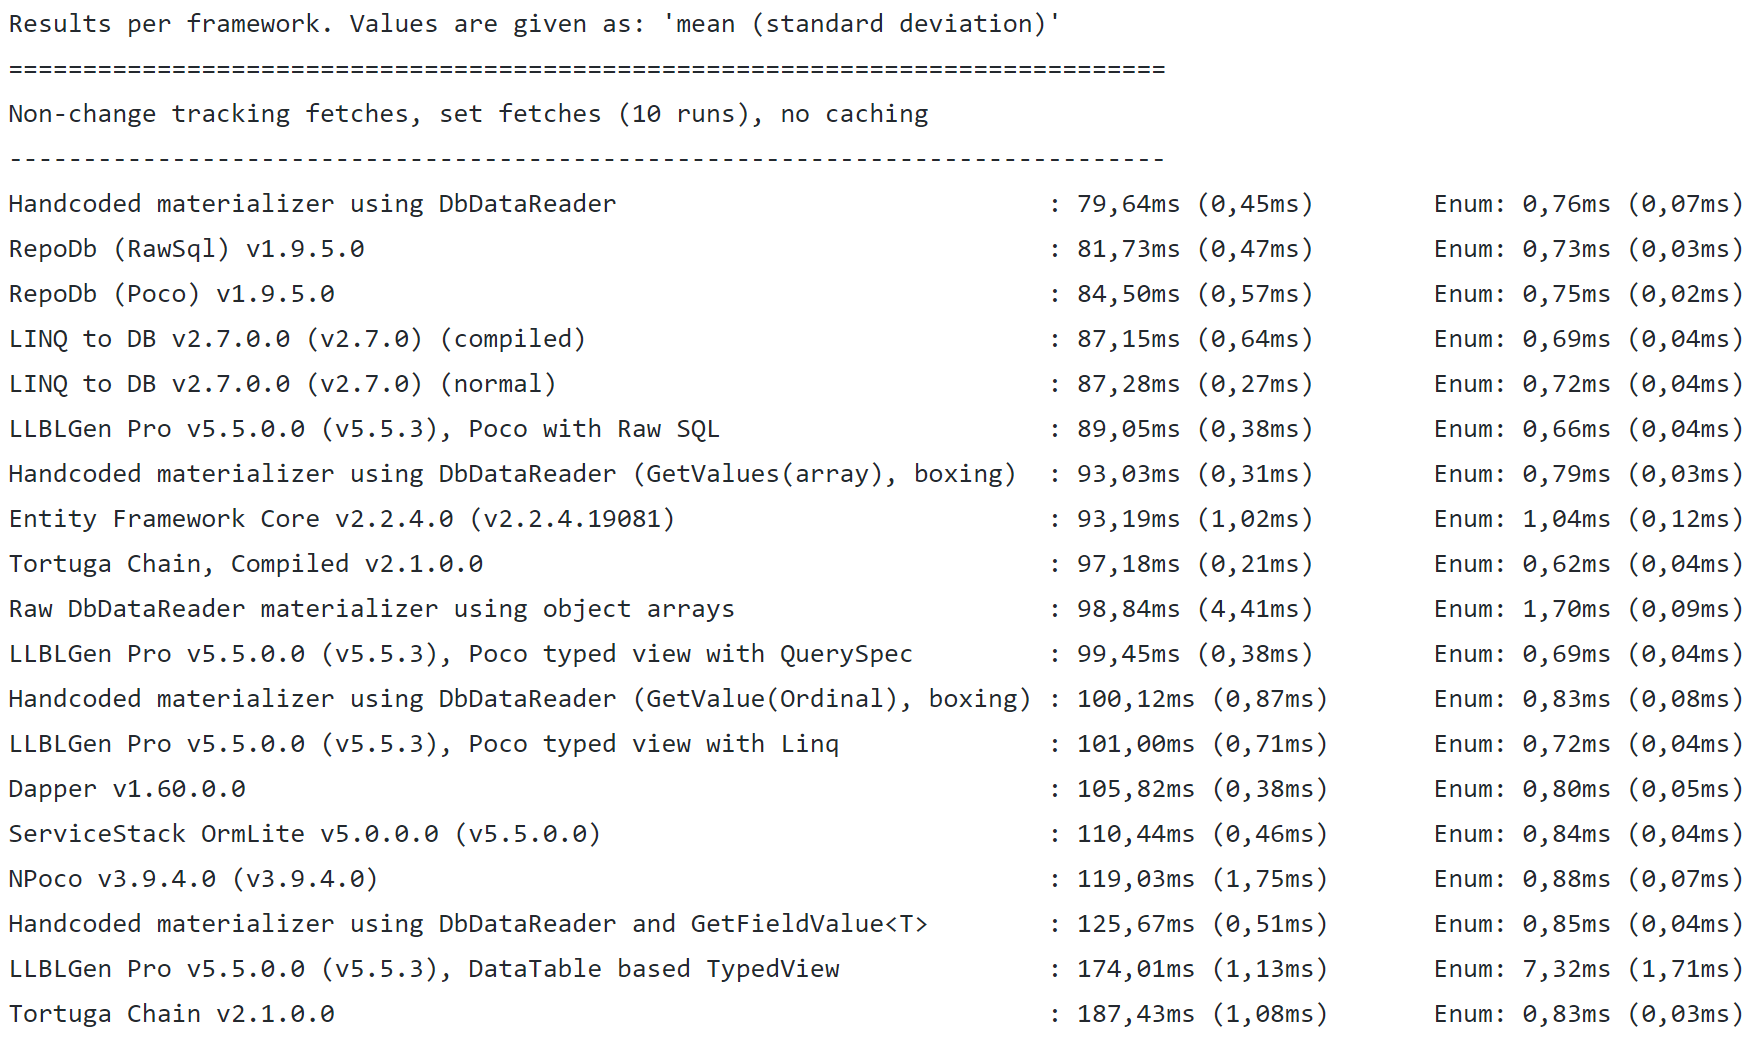 Results per framework. Values are given as: 'mean (standard deviation)'
==============================================================================
Non-change tracking fetches, set fetches (10 runs), no caching
------------------------------------------------------------------------------
Handcoded materializer using DbDataReader : 79,64ms (0,45ms) Enum: 0,76ms (0,07ms)
RepoDb (RawSql) v1.9.5.0 : 81,73ms (0,47ms) Enum: 0,73ms (0,03ms)
RepoDb (Poco) v1.9.5.0 : 84,50ms (0,57ms) Enum: 0,75ms (0,02ms)
LINQ to DB v2.7.0.0 (v2.7.0) (compiled) : 87,15ms (0,64ms) Enum: 0,69ms (0,04ms)
LINQ to DB v2.7.0.0 (v2.7.0) (normal) : 87,28ms (0,27ms) Enum: 0,72ms (0,04ms)
LLBLGen Pro v5.5.0.0 (v5.5.3), Poco with Raw SQL : 89,05ms (0,38ms) Enum: 0,66ms (0,04ms)
Handcoded materializer using DbDataReader (GetValues(array), boxing) : 93,03ms (0,31ms) Enum: 0,79ms (0,03ms)
Entity Framework Core v2.2.4.0 (v2.2.4.19081) : 93,19ms (1,02ms) Enum: 1,04ms (0,12ms)
Tortuga Chain, Compiled v2.1.0.0 : 97,18ms (0,21ms) Enum: 0,62ms (0,04ms)
Raw DbDataReader materializer using object arrays : 98,84ms (4,41ms) Enum: 1,70ms (0,09ms)
LLBLGen Pro v5.5.0.0 (v5.5.3), Poco typed view with QuerySpec : 99,45ms (0,38ms) Enum: 0,69ms (0,04ms)
Handcoded materializer using DbDataReader (GetValue(Ordinal), boxing) : 100,12ms (0,87ms) Enum: 0,83ms (0,08ms)
LLBLGen Pro v5.5.0.0 (v5.5.3), Poco typed view with Linq : 101,00ms (0,71ms) Enum: 0,72ms (0,04ms)
Dapper v1.60.0.0 : 105,82ms (0,38ms) Enum: 0,80ms (0,05ms)
ServiceStack OrmLite v5.0.0.0 (v5.5.0.0) : 110,44ms (0,46ms) Enum: 0,84ms (0,04ms)
NPoco v3.9.4.0 (v3.9.4.0) : 119,03ms (1,75ms) Enum: 0,88ms (0,07ms)
Handcoded materializer using DbDataReader and GetFieldValue<T> : 125,67ms (0,51ms) Enum: 0,85ms (0,04ms)
LLBLGen Pro v5.5.0.0 (v5.5.3), DataTable based TypedView : 174,01ms (1,13ms) Enum: 7,32ms (1,71ms)
Tortuga Chain v2.1.0.0 : 187,43ms (1,08ms) Enum: 0,83ms (0,03ms)